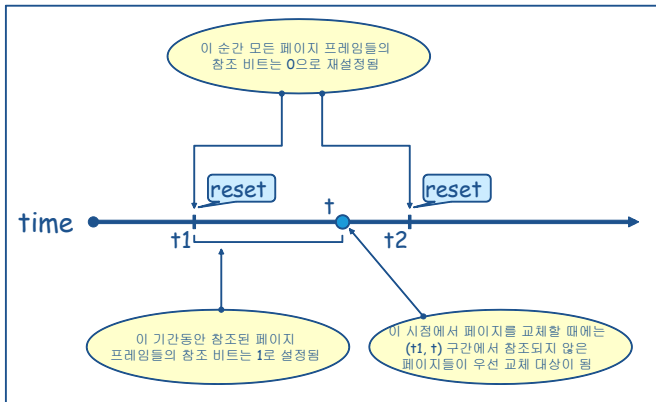 이 순간 모든 페이지 프레임들의
참조 비트는 0으로 재설정됨
reset
reset
t
time
t1
t2
이 기간동안 참조된 페이지
프레임들의 참조 비트는 1로 설정됨
이 시점에서 페이지를 교체할 때에는
(t1, t) 구간에서 참조되지 않은
페이지들이 우선 교체 대상이 됨